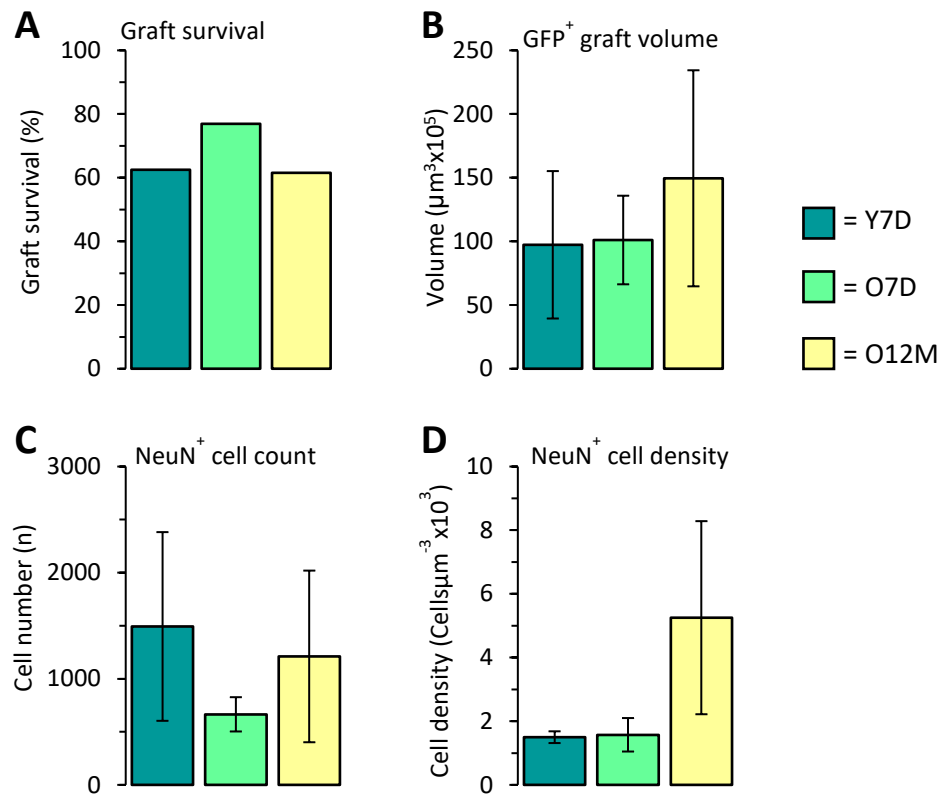 A
Graft survival
Graft survival (%)
100
80
60
40
20
0
B
GFP⁺ graft volume
Volume (µm³x10⁵)
250
200
150
100
50
0
= Y7D
= O7D
= O12M
C
NeuN⁺ cell count
Cell number (n)
3000
2000
1000
0
D
NeuN⁺ cell density
Cell density (Cellsµm⁻³ x10³)
10
8
6
4
2
0